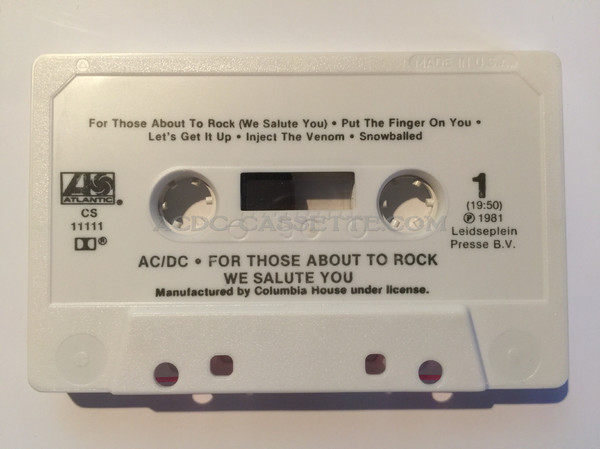 MADE IN U.S.A.
For Those About To Rock (We Salute You) • Put The Finger On You •
Let's Get It Up • Inject The Venom • Snowballed
ATLANTIC
®
CS
11111
®
1
(19:50)
℗ 1981
Leidseplein
Presse B.V.
ACDC-CASSETTE.COM
AC/DC • FOR THOSE ABOUT TO ROCK
WE SALUTE YOU
Manufactured by Columbia House under license.